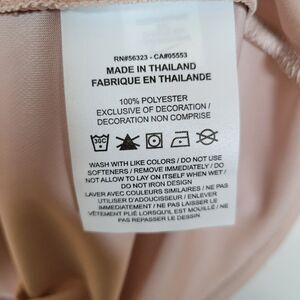 RN#56323 - CA#05553
MADE IN THAILAND
FABRIQUE EN THAILANDE
100% POLYESTER
EXCLUSIVE OF DECORATION /
DECORATION NON COMPRISE
30C
WASH WITH LIKE COLORS / DO NOT USE
SOFTENERS / REMOVE IMMEDIATELY / DO
NOT ALLOW TO LAY ON ITSELF WHEN WET /
DO NOT IRON DESIGN
LAVER AVEC COULEURS SIMILAIRES / NE PAS
UTILISER D'ADOUCISSEUR / ENLEVER
IMMEDIATEMENT / NE PAS LAISSER LE
VÊTEMENT PLIÉ LORSQU'IL EST MOUILLÉ / NE
PAS REPASSER LE DESSIN